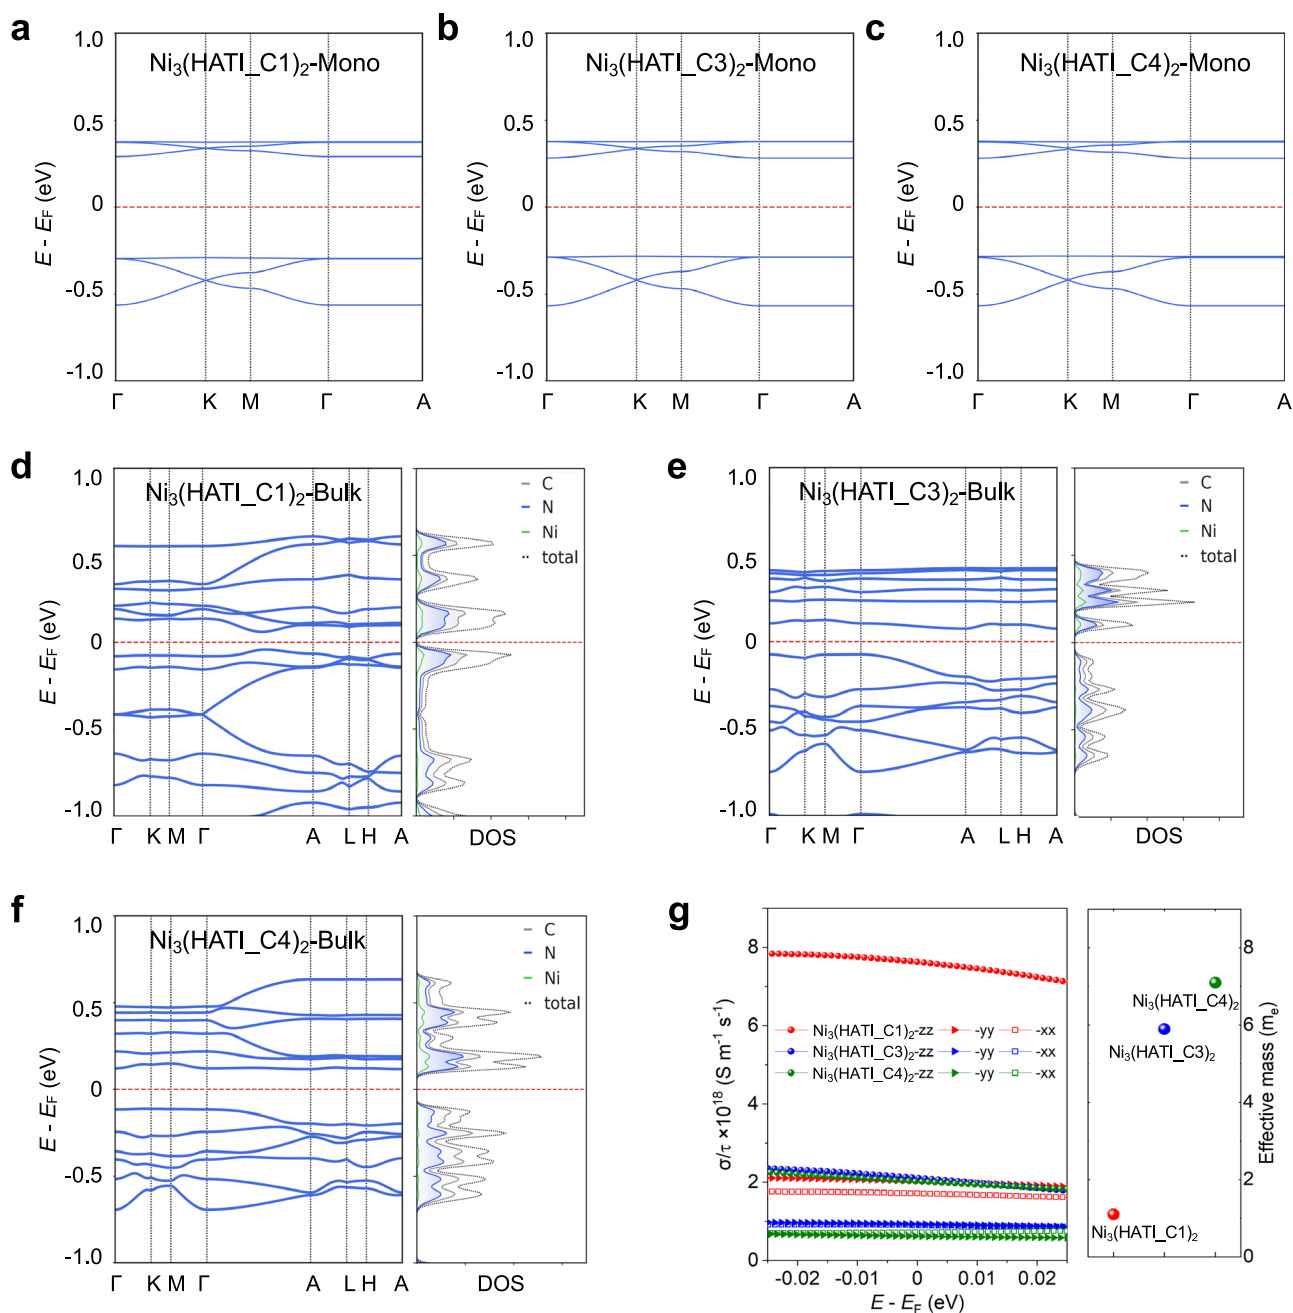 a
Ni3(HATI_C1)2-Mono
1.0
0.5
0
-0.5
-1.0
E - EF (eV)
Γ K M Γ A
b
Ni3(HATI_C3)2-Mono
1.0
0.5
0
-0.5
-1.0
E - EF (eV)
Γ K M Γ A
c
Ni3(HATI_C4)2-Mono
1.0
0.5
0
-0.5
-1.0
E - EF (eV)
Γ K M Γ A
d
Ni3(HATI_C1)2-Bulk
1.0
0.5
0
-0.5
-1.0
E - EF (eV)
Γ K M Γ A L H A
C
N
Ni
total
DOS
e
Ni3(HATI_C3)2-Bulk
1.0
0.5
0
-0.5
-1.0
E - EF (eV)
Γ K M Γ A L H A
C
N
Ni
total
DOS
f
Ni3(HATI_C4)2-Bulk
1.0
0.5
0
-0.5
-1.0
E - EF (eV)
Γ K M Γ A L H A
C
N
Ni
total
DOS
g
8
6
4
2
0
σ/τ ×10^18 (S m^-1 s^-1)
Ni3(HATI_C1)2-zz -yy -xx
Ni3(HATI_C3)2-zz -yy -xx
Ni3(HATI_C4)2-zz -yy -xx
-0.02 -0.01 0 0.01 0.02
E - EF (eV)
Ni3(HATI_C4)2
Ni3(HATI_C3)2
Ni3(HATI_C1)2
8
6
4
2
0
Effective mass (me)